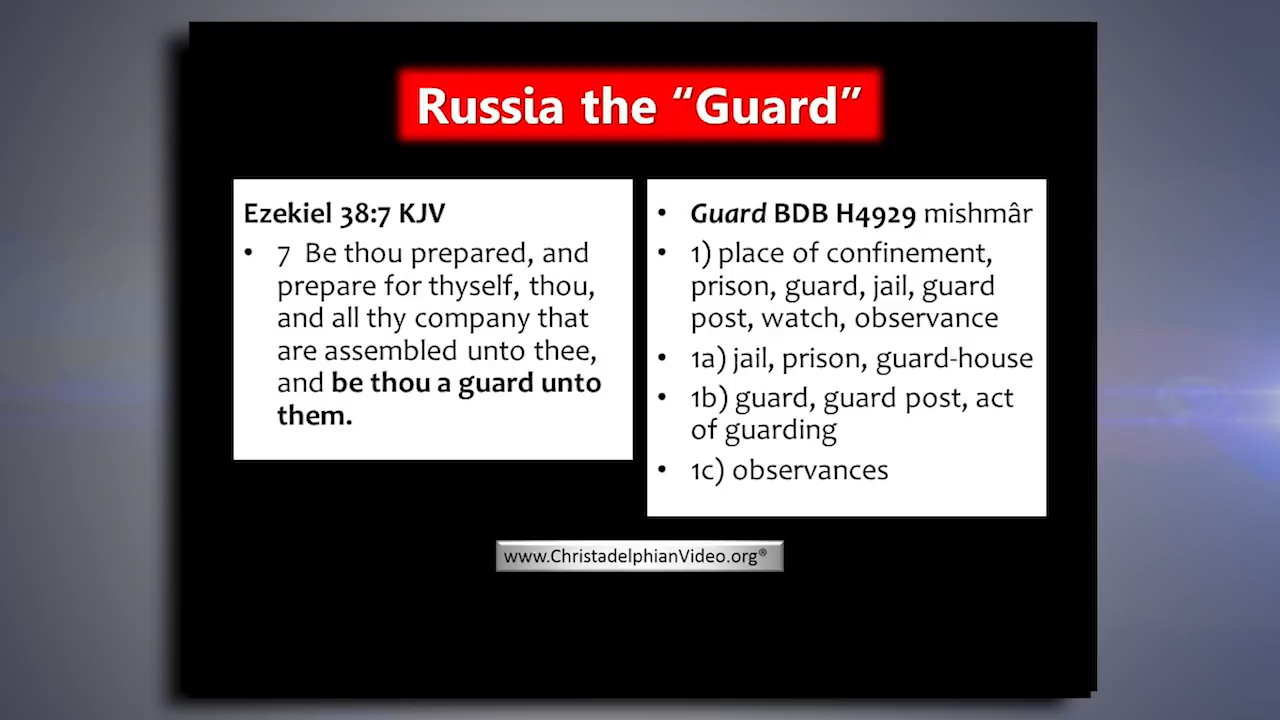 Russia the “Guard”
Ezekiel 38:7 KJV
• 7 Be thou prepared, and
prepare for thyself, thou,
and all thy company that
are assembled unto thee,
and be thou a guard unto
them.
• Guard BDB H4929 mishmâr
• 1) place of confinement,
prison, guard, jail, guard
post, watch, observance
• 1a) jail, prison, guard-house
• 1b) guard, guard post, act
of guarding
• 1c) observances
www.ChristadelphianVideo.org®